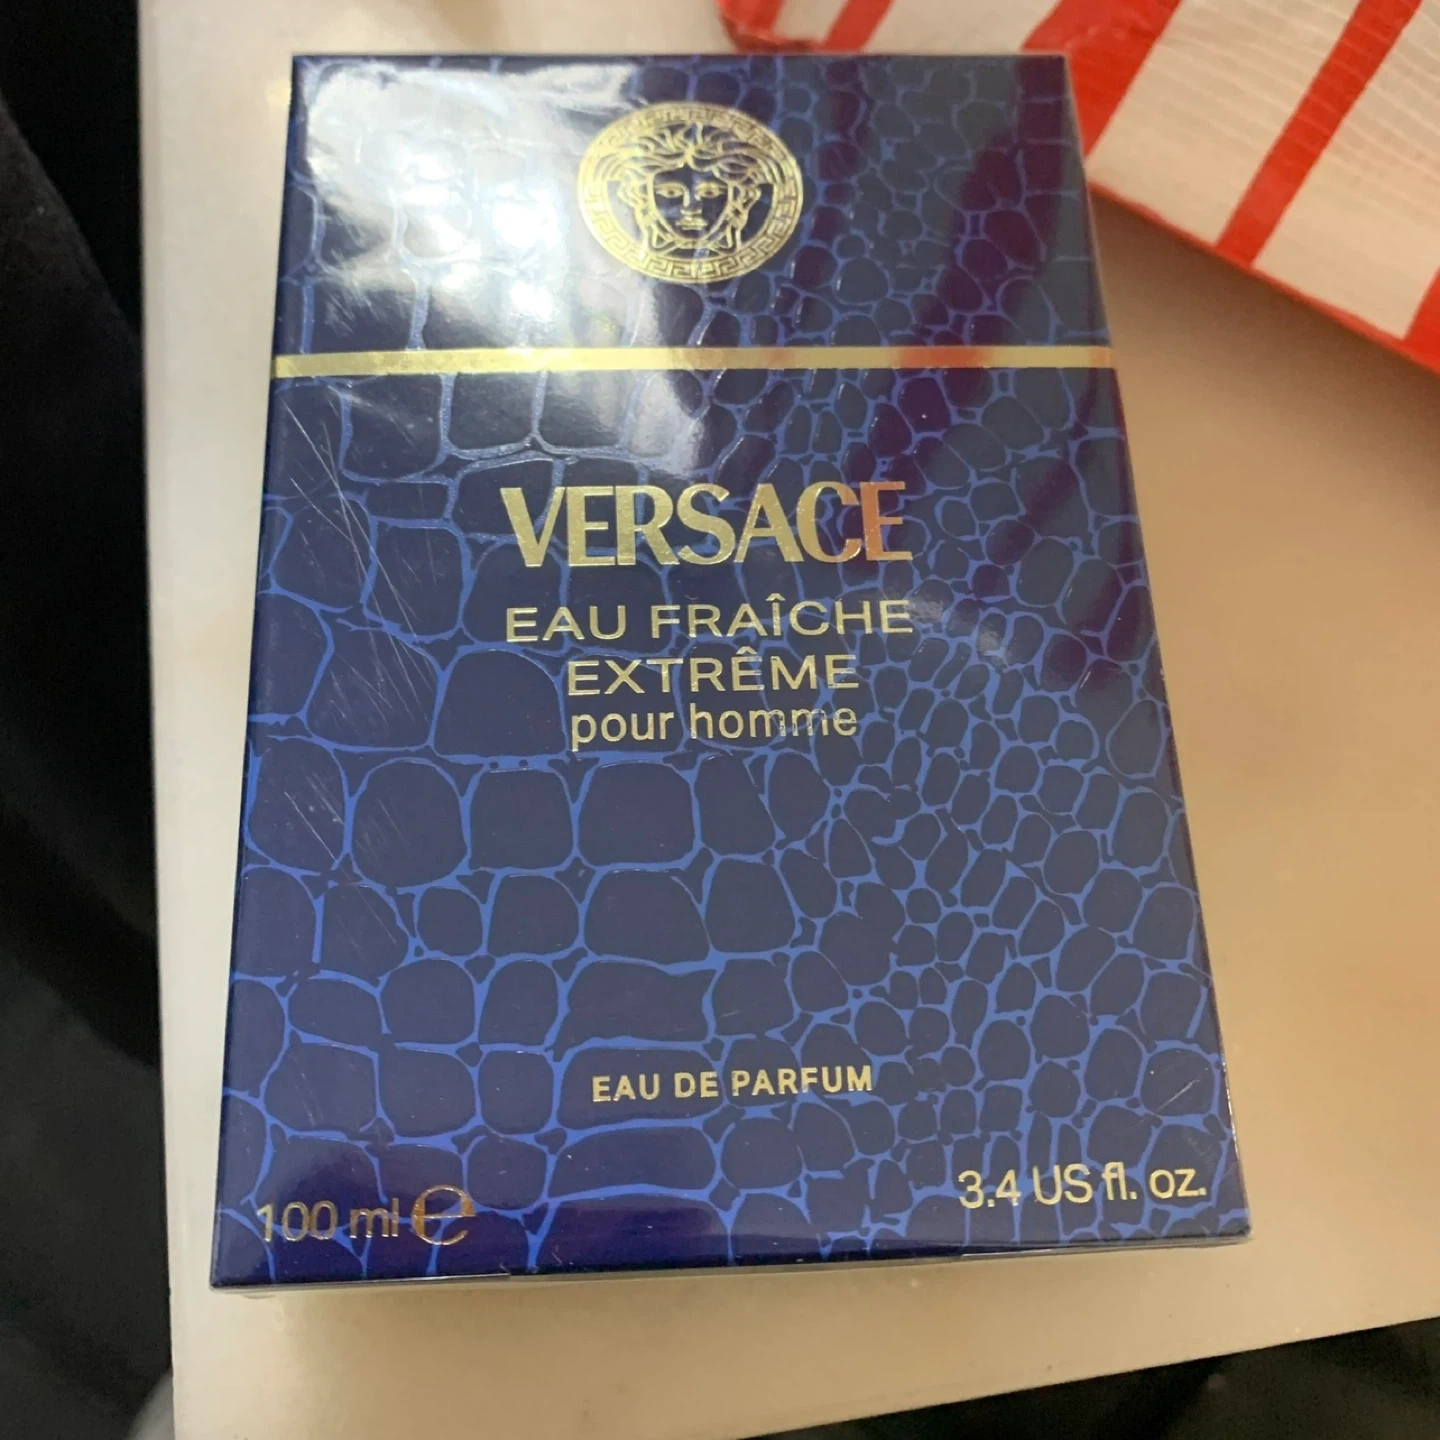 VERSACE
EAU FRAÎCHE
EXTRÊME
pour homme
EAU DE PARFUM
100 ml ℮
3.4 US fl. oz.